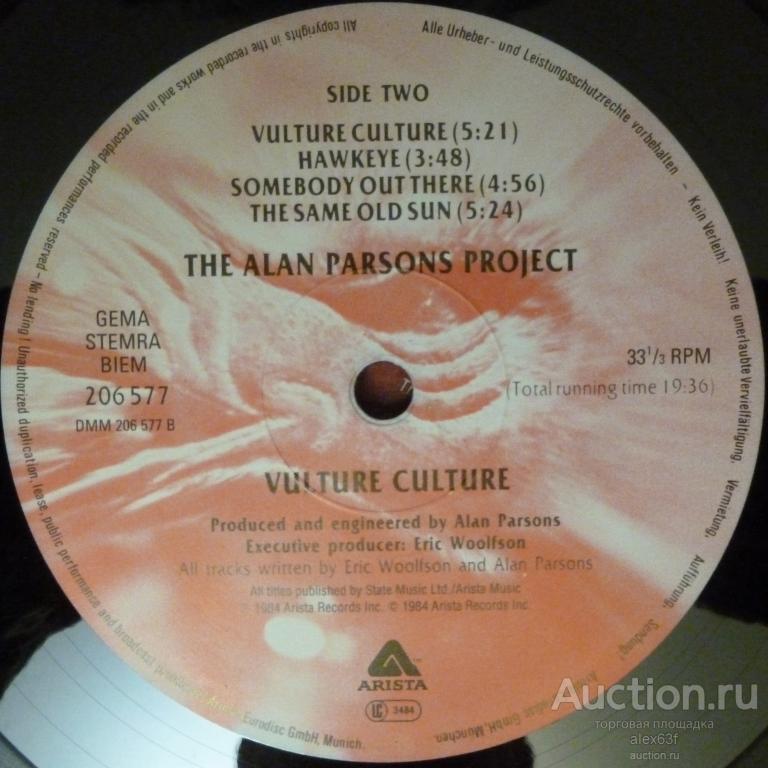 SIDE TWO
VULTURE CULTURE (5:21)
HAWKEYE (3:48)
SOMEBODY OUT THERE (4:56)
THE SAME OLD SUN (5:24)
THE ALAN PARSONS PROJECT
GEMA
STEMRA
BIEM
206 577
DMM 206 577 B
33 1/3 RPM
(Total running time 19:36)
VULTURE CULTURE
Produced and engineered by Alan Parsons
Executive producer: Eric Woolfson
All tracks written by Eric Woolfson and Alan Parsons
All titles published by State Music Ltd./Arista Music
℗ 1984 Arista Records Inc. © 1984 Arista Records Inc.
ARISTA
LC 3484
Alle Urheber- und Leistungsschutzrechte vorbehalten - Kein Verleih! Keine unerlaubte Vervielfältigung, Vermietung, Aufführung, Sendung! GmbH, München.
All copyrights in the recorded works and in the recorded performances reserved - No lending! Unauthorized duplication, lease, public performance and broadcast Eurodisc GmbH, Munich.
Auction.ru
торговая площадка
alex63f
auction.ru